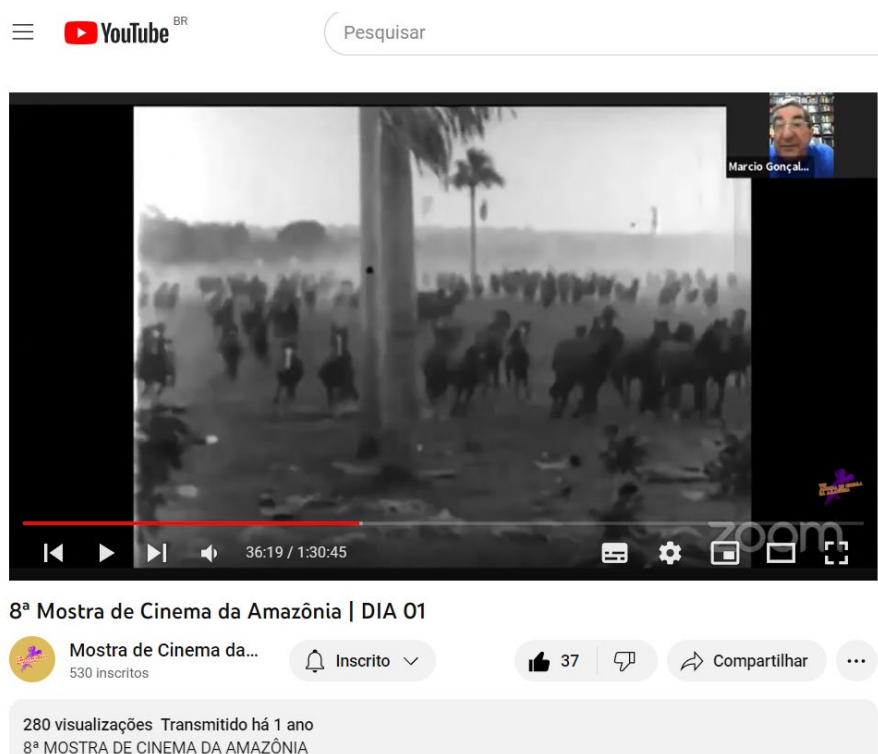 YouTube BR
Pesquisar
Marcio Gonçal...
zoom
36:19 / 1:30:45
8ª Mostra de Cinema da Amazônia | DIA 01
Mostra de Cinema da...
530 inscritos
Inscrito
37
Compartilhar
280 visualizações Transmitido há 1 ano
8ª MOSTRA DE CINEMA DA AMAZÔNIA